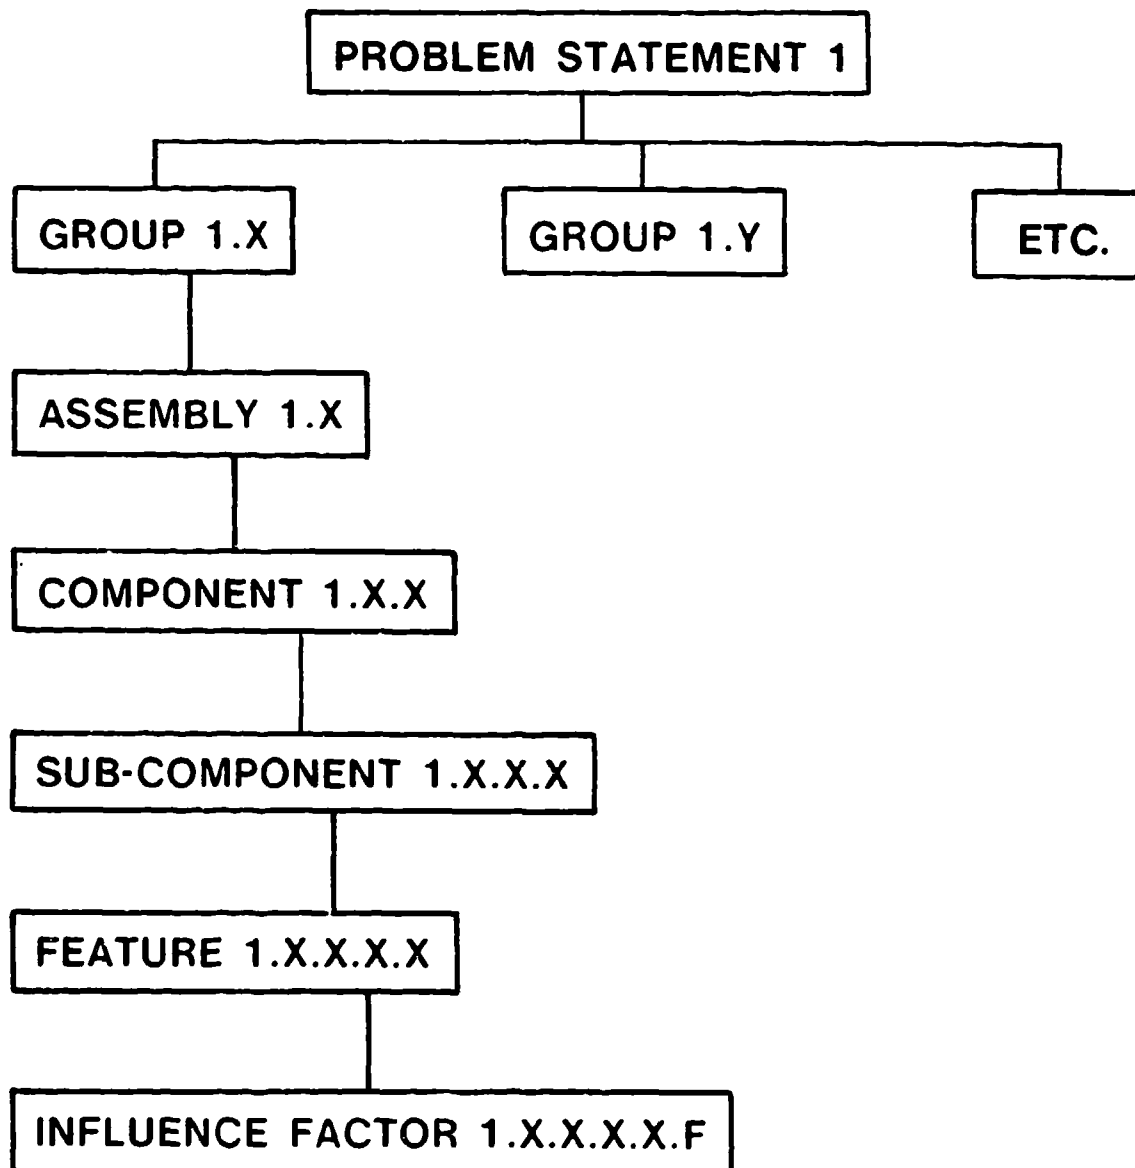 PROBLEM STATEMENT 1
GROUP 1.X
GROUP 1.Y
ETC.
ASSEMBLY 1.X
COMPONENT 1.X.X
SUB-COMPONENT 1.X.X.X
FEATURE 1.X.X.X.X
INFLUENCE FACTOR 1.X.X.X.X.F